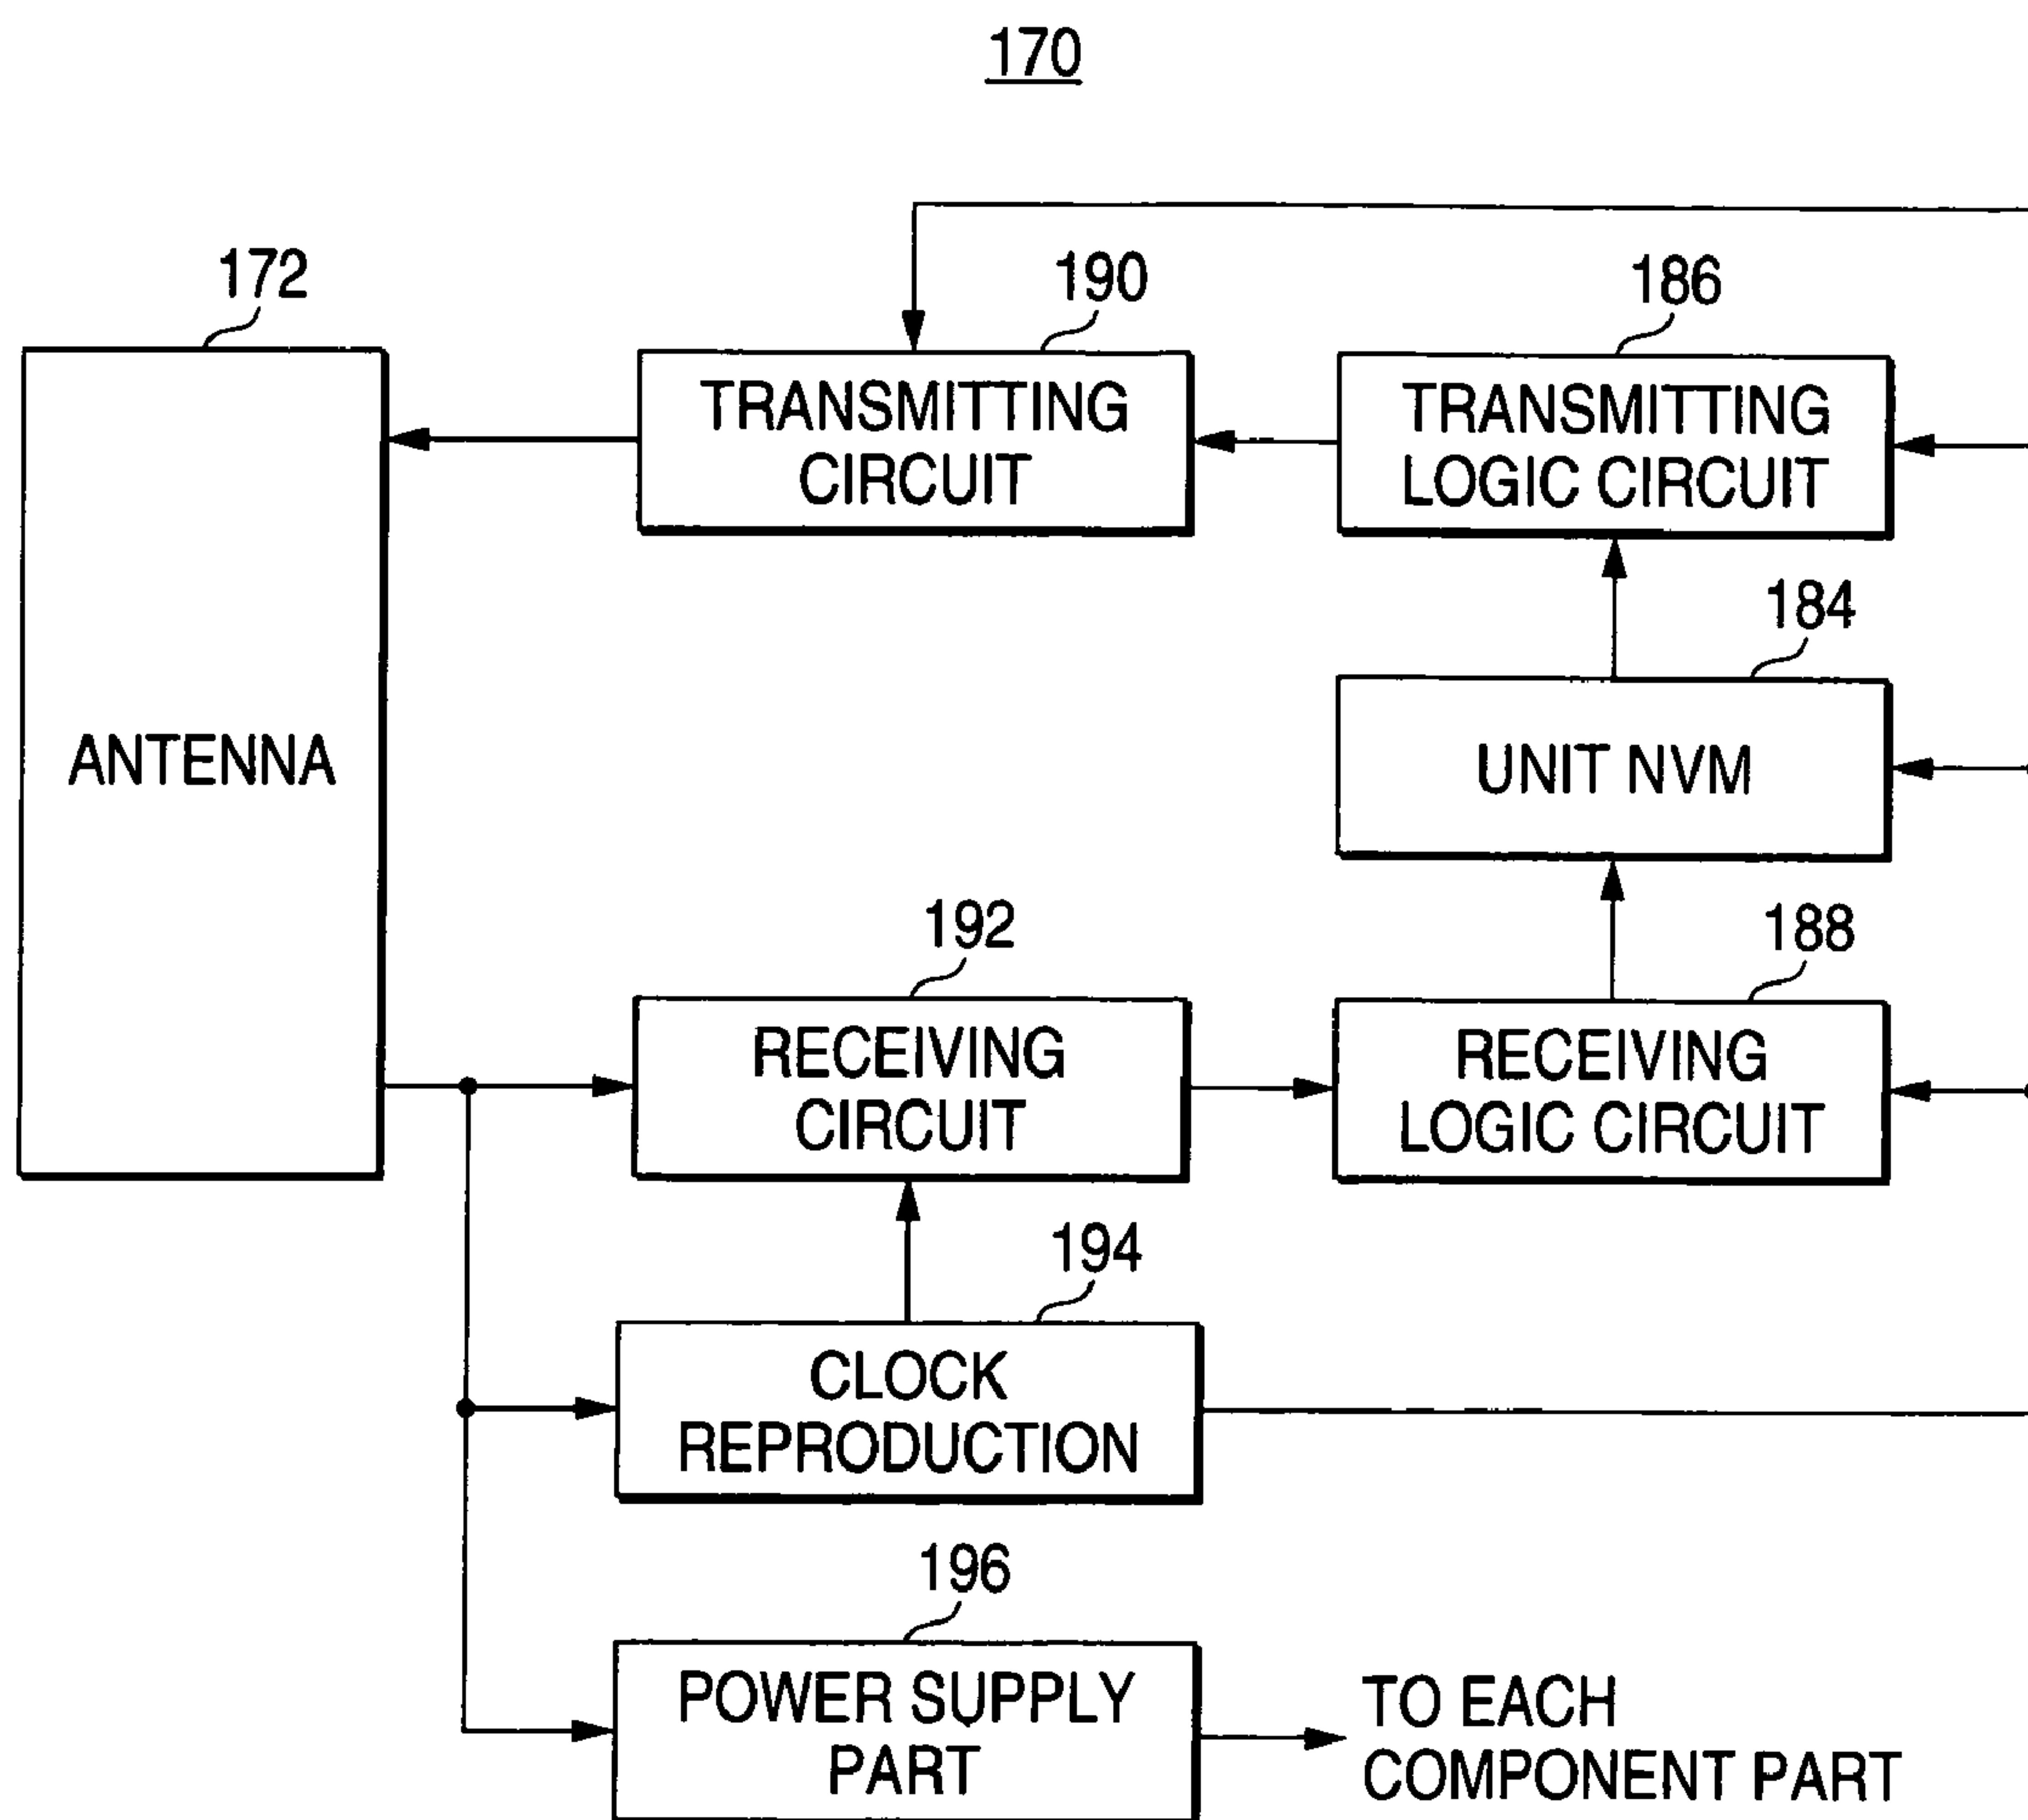 170
172
190
186
TRANSMITTING
CIRCUIT
TRANSMITTING
LOGIC CIRCUIT
184
ANTENNA
UNIT NVM
192
188
RECEIVING
CIRCUIT
RECEIVING
LOGIC CIRCUIT
194
CLOCK
REPRODUCTION
196
POWER SUPPLY
PART
TO EACH
COMPONENT PART